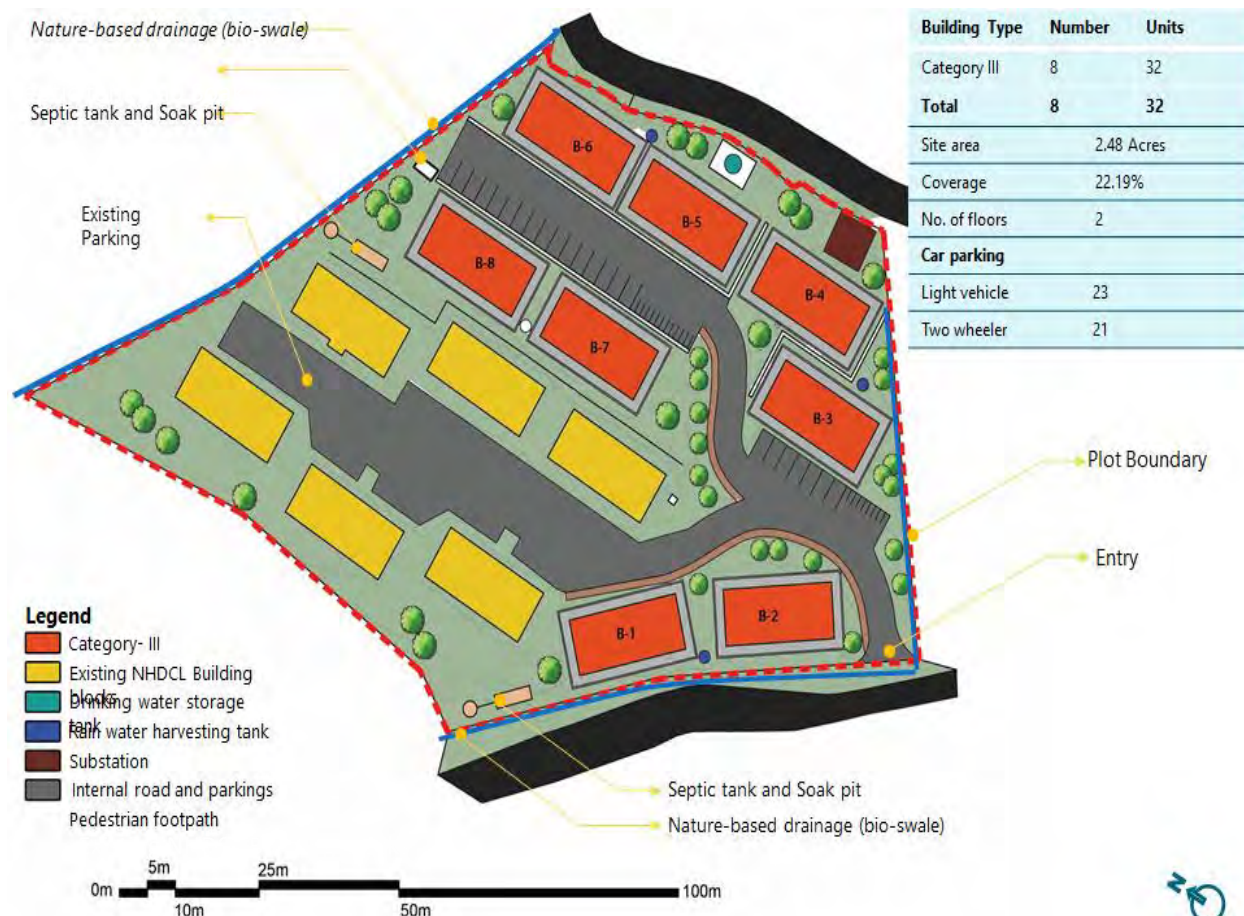 Nature-based drainage (bio-swale)
Septic tank and Soak pit
Existing
Parking
B-6
B-5
B-4
B-8
B-7
B-3
B-1
B-2
Building Type Number Units
Category III 8 32
Total 8 32
Site area 2.48 Acres
Coverage 22.19%
No. of floors 2
Car parking
Light vehicle 23
Two wheeler 21
Plot Boundary
Entry
Legend
Category- III
Existing NHDCL Building
blocks
Drinking water storage
tank
Rain water harvesting tank
Substation
Internal road and parkings
Pedestrian footpath
Septic tank and Soak pit
Nature-based drainage (bio-swale)
0m 5m 10m 25m 50m 100m
N